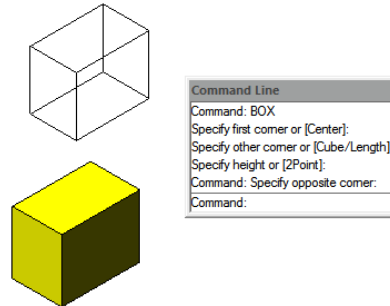 Command Line
Command: BOX
Specify first corner or [Center]:
Specify other corner or [Cube/Length]
Specify height or [2Point]:
Command: Specify opposite corner:
Command: